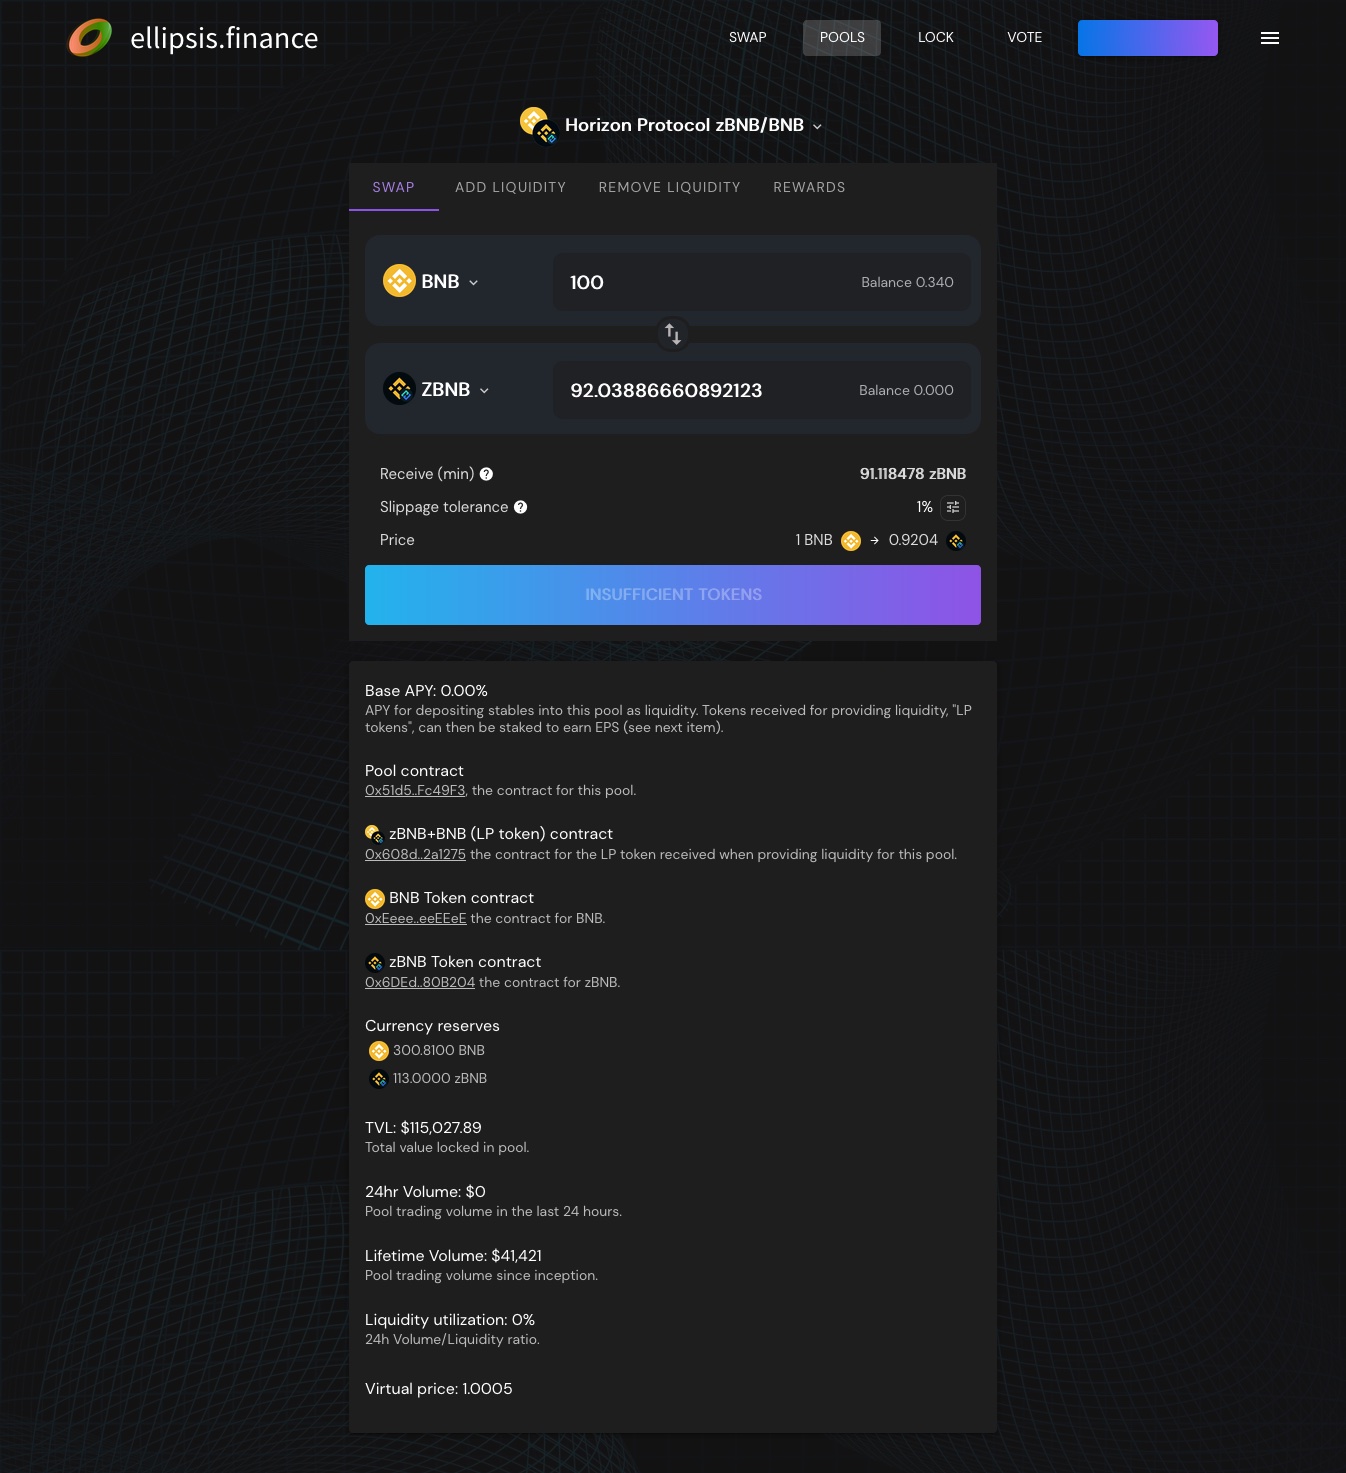 ellipsis.finance
SWAP POOLS LOCK VOTE
Horizon Protocol zBNB/BNB
SWAP ADD LIQUIDITY REMOVE LIQUIDITY REWARDS
BNB 100 Balance 0.340
ZBNB 92.03886660892123 Balance 0.000
Receive (min) 91.118478 zBNB
Slippage tolerance 1%
Price 1 BNB → 0.9204
INSUFFICIENT TOKENS
Base APY: 0.00%
APY for depositing stables into this pool as liquidity. Tokens received for providing liquidity, "LP
tokens", can then be staked to earn EPS (see next item).
Pool contract
0x51d5..Fc49F3, the contract for this pool.
zBNB+BNB (LP token) contract
0x608d..2a1275 the contract for the LP token received when providing liquidity for this pool.
BNB Token contract
0xEeee..eeEEeE the contract for BNB.
zBNB Token contract
0x6DEd..80B204 the contract for zBNB.
Currency reserves
300.8100 BNB
113.0000 zBNB
TVL: $115,027.89
Total value locked in pool.
24hr Volume: $0
Pool trading volume in the last 24 hours.
Lifetime Volume: $41,421
Pool trading volume since inception.
Liquidity utilization: 0%
24h Volume/Liquidity ratio.
Virtual price: 1.0005